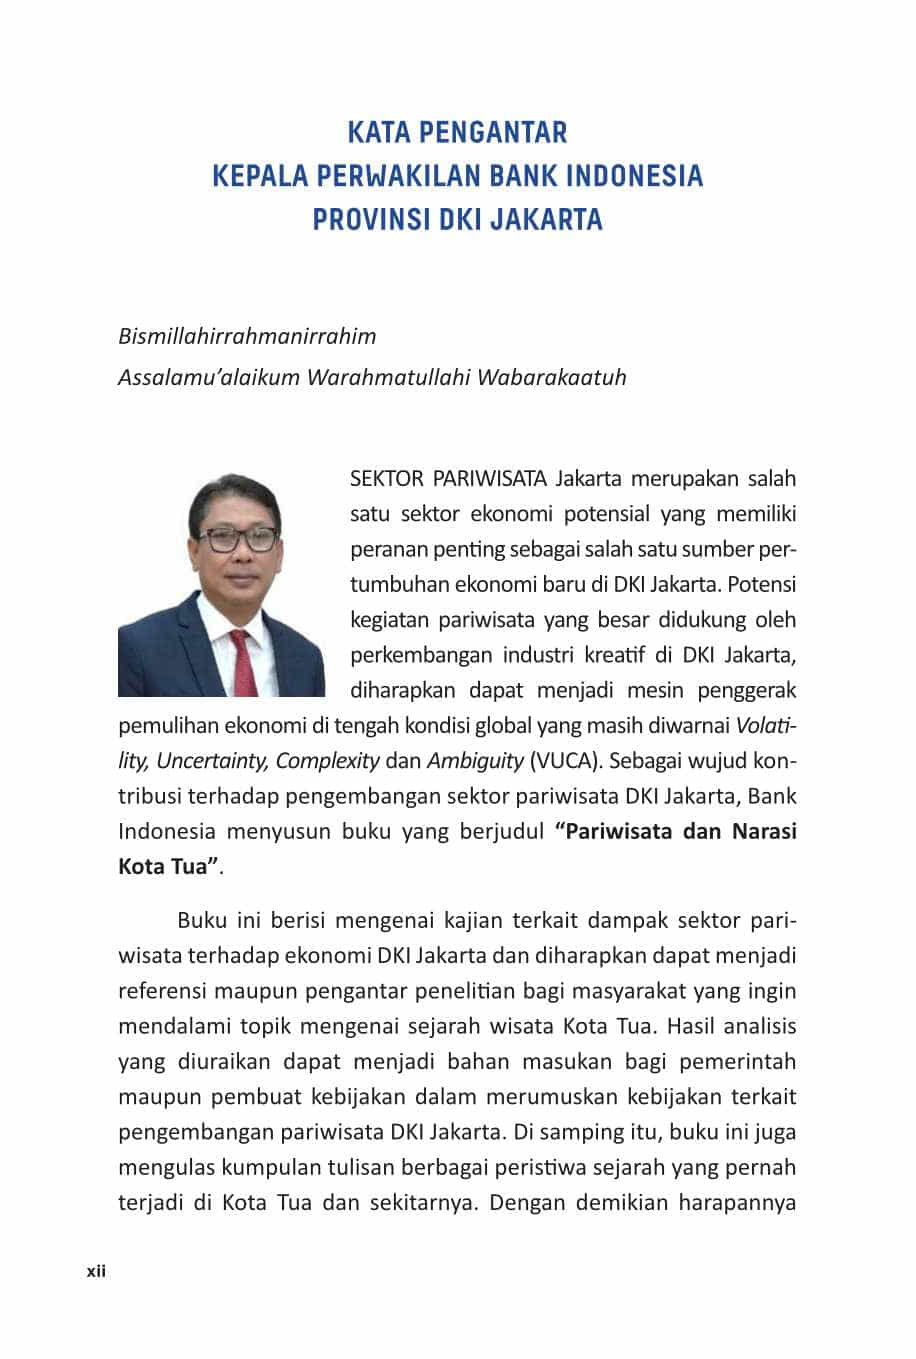 KATA PENGANTAR
KEPALA PERWAKILAN BANK INDONESIA
PROVINSI DKI JAKARTA
Bismillahirrahmanirrahim
Assalamu’alaikum Warahmatullahi Wabarakaatuh
SEKTOR PARIWISATA Jakarta merupakan salah
satu sektor ekonomi potensial yang memiliki
peranan penting sebagai salah satu sumber per-
tumbuhan ekonomi baru di DKI Jakarta. Potensi
kegiatan pariwisata yang besar didukung oleh
perkembangan industri kreatif di DKI Jakarta,
diharapkan dapat menjadi mesin penggerak
pemulihan ekonomi di tengah kondisi global yang masih diwarnai Volati-
lity, Uncertainty, Complexity dan Ambiguity (VUCA). Sebagai wujud kon-
tribusi terhadap pengembangan sektor pariwisata DKI Jakarta, Bank
Indonesia menyusun buku yang berjudul “Pariwisata dan Narasi
Kota Tua”.
Buku ini berisi mengenai kajian terkait dampak sektor pari-
wisata terhadap ekonomi DKI Jakarta dan diharapkan dapat menjadi
referensi maupun pengantar penelitian bagi masyarakat yang ingin
mendalami topik mengenai sejarah wisata Kota Tua. Hasil analisis
yang diuraikan dapat menjadi bahan masukan bagi pemerintah
maupun pembuat kebijakan dalam merumuskan kebijakan terkait
pengembangan pariwisata DKI Jakarta. Di samping itu, buku ini juga
mengulas kumpulan tulisan berbagai peristiwa sejarah yang pernah
terjadi di Kota Tua dan sekitarnya. Dengan demikian harapannya
xii